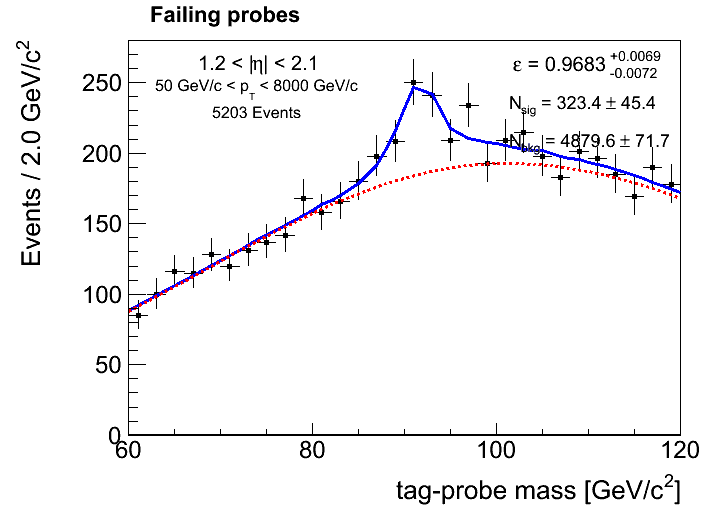 Failing probes
Events / 2.0 GeV/c²
1.2 < |η| < 2.1
50 GeV/c < p_T < 8000 GeV/c
5203 Events
ε = 0.9683 +0.0069 -0.0072
N_sig = 323.4 ± 45.4
N_bkg = 4879.6 ± 71.7
250
200
150
100
50
0
60 80 100 120
tag-probe mass [GeV/c²]